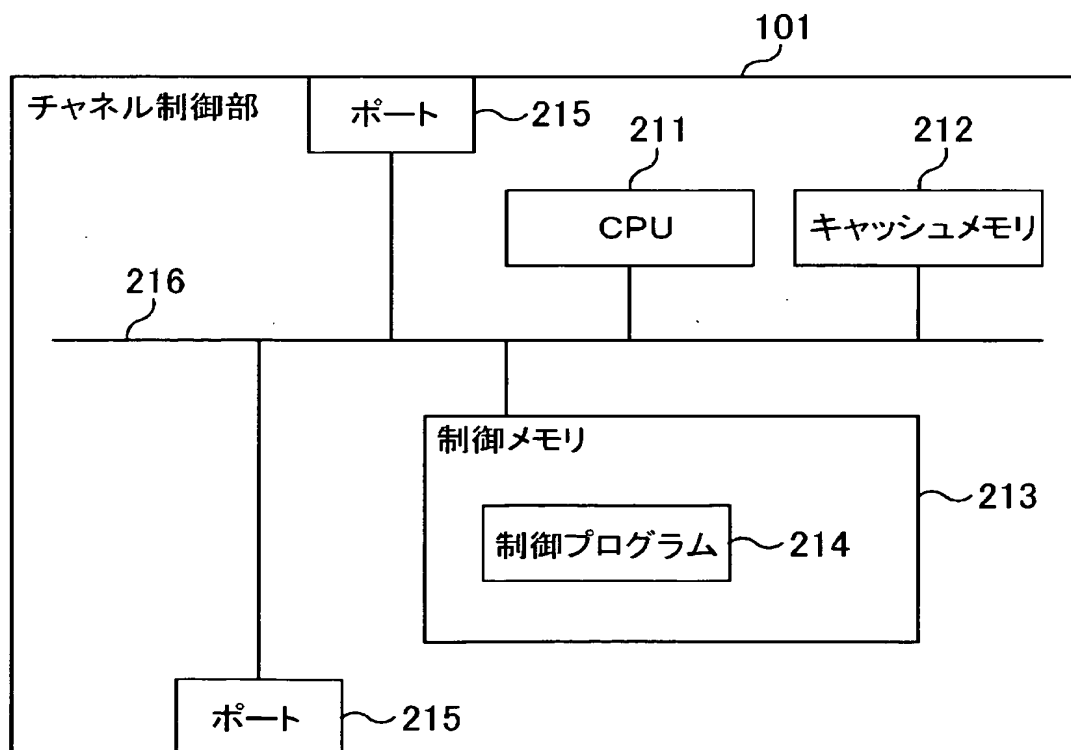 101
チャネル制御部
ポート
215
211
212
CPU
キャッシュメモリ
216
制御メモリ
213
制御プログラム
214
ポート
215